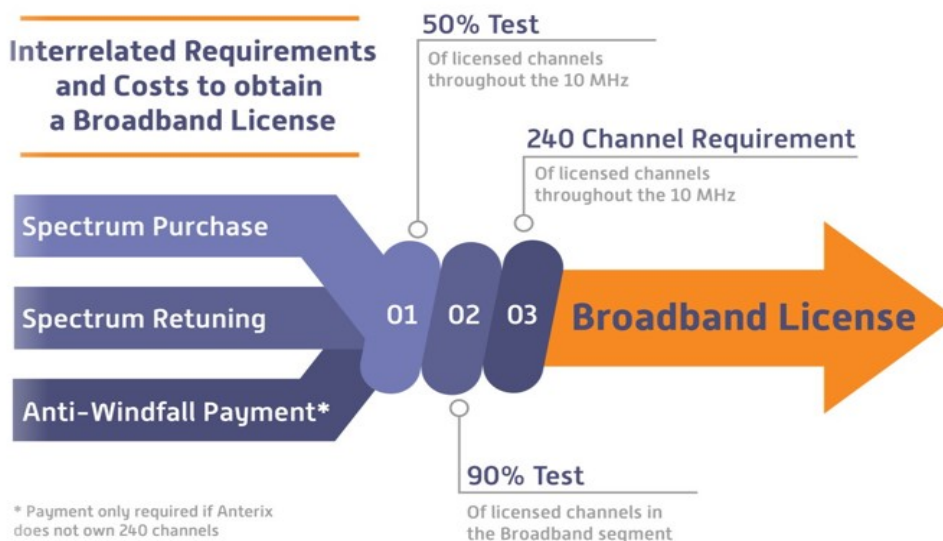 Interrelated Requirements
and Costs to obtain
a Broadband License
50% Test
Of licensed channels
throughout the 10 MHz
240 Channel Requirement
Of licensed channels
throughout the 10 MHz
Spectrum Purchase
Spectrum Retuning
Anti-Windfall Payment*
01
02
03
Broadband License
90% Test
Of licensed channels in
the Broadband segment
* Payment only required if Anterix
does not own 240 channels